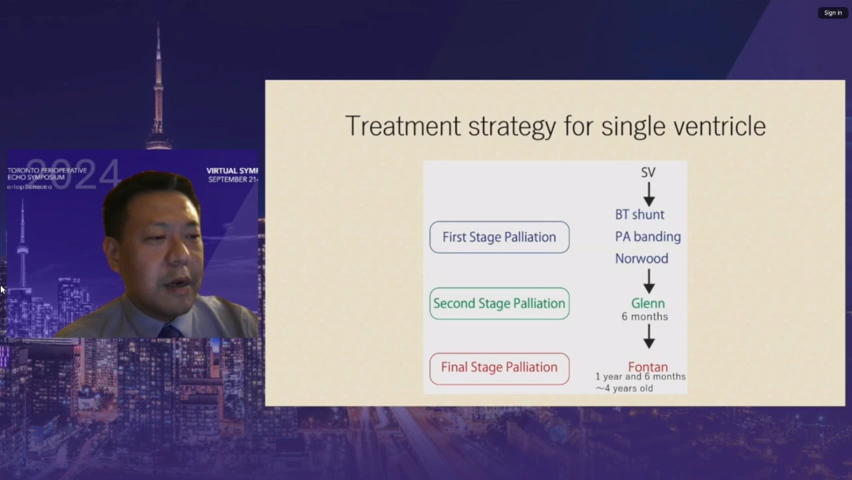 Sign in
Treatment strategy for single ventricle
2024
TORONTO PERIOPERATIVE
ECHO SYMPOSIUM
VIRTUAL SYMP
SEPTEMBER 21-
SV
BT shunt
First Stage Palliation
PA banding
Norwood
Second Stage Palliation
Glenn
6 months
Final Stage Palliation
Fontan
1 year and 6 months
~4 years old